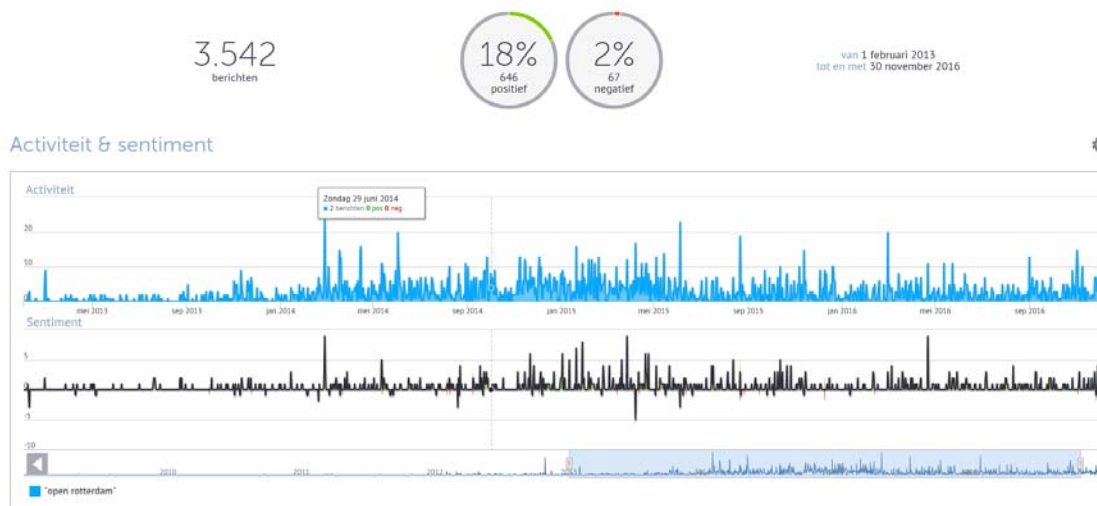 3.542
berichten
18%
646
positief
2%
67
negatief
van 1 februari 2013
tot en met 30 november 2016
Activiteit & sentiment
Activiteit
Zondag 29 juni 2014
2 berichten 0 pos 0 neg
20
10
0
mei 2013 sep 2013 jan 2014 mei 2014 sep 2014 jan 2015 mei 2015 sep 2015 jan 2016 mei 2016 sep 2016
Sentiment
5
0
-5
-10
2010 2011 2012
"open rotterdam"